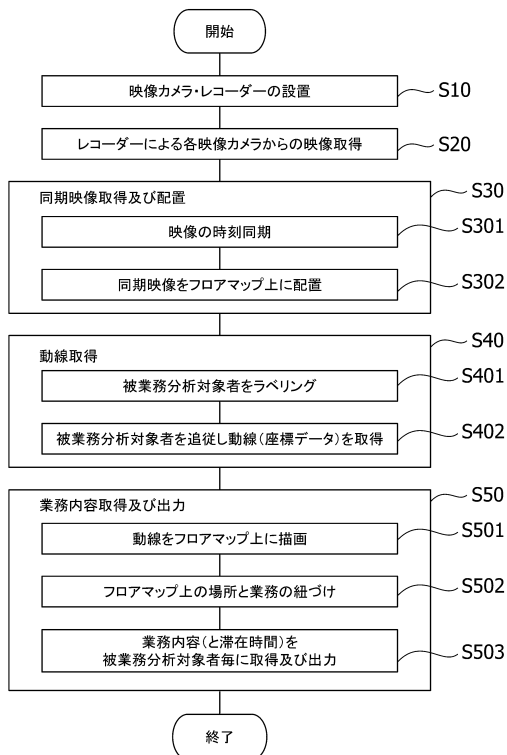 開始
映像カメラ・レコーダーの設置
S10
レコーダーによる各映像カメラからの映像取得
S20
同期映像取得及び配置
S30
映像の時刻同期
S301
同期映像をフロアマップ上に配置
S302
動線取得
S40
被業務分析対象者をラベリング
S401
被業務分析対象者を追従し動線(座標データ)を取得
S402
業務内容取得及び出力
S50
動線をフロアマップ上に描画
S501
フロアマップ上の場所と業務の紐づけ
S502
業務内容(と滞在時間)を
被業務分析対象者毎に取得及び出力
S503
終了